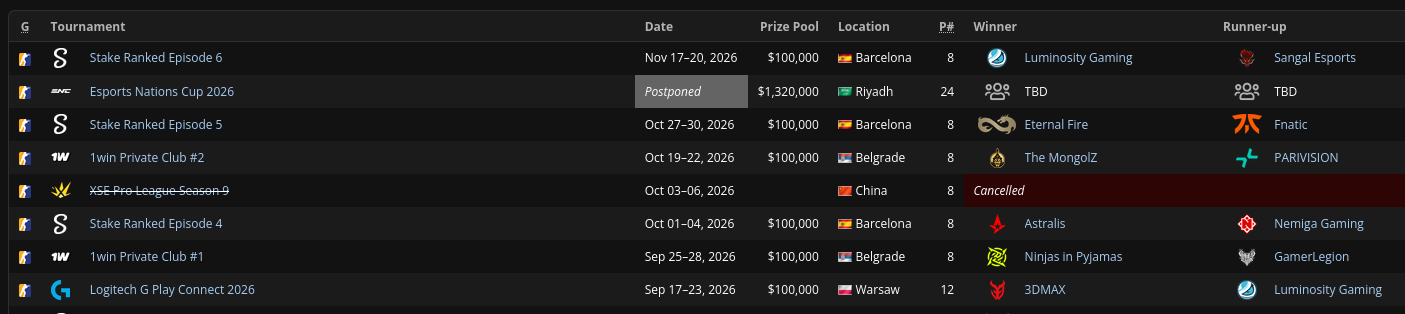 G Tournament Date Prize Pool Location P# Winner Runner-up
Stake Ranked Episode 6 Nov 17–20, 2026 $100,000 Barcelona 8 Luminosity Gaming Sangal Esports
ENC Esports Nations Cup 2026 Postponed $1,320,000 Riyadh 24 TBD TBD
Stake Ranked Episode 5 Oct 27–30, 2026 $100,000 Barcelona 8 Eternal Fire Fnatic
1W 1win Private Club #2 Oct 19–22, 2026 $100,000 Belgrade 8 The MongolZ PARIVISION
XSE Pro League Season 9 Oct 03–06, 2026 China 8 Cancelled
Stake Ranked Episode 4 Oct 01–04, 2026 $100,000 Barcelona 8 Astralis Nemiga Gaming
1W 1win Private Club #1 Sep 25–28, 2026 $100,000 Belgrade 8 Ninjas in Pyjamas GamerLegion
Logitech G Play Connect 2026 Sep 17–23, 2026 $100,000 Warsaw 12 3DMAX Luminosity Gaming